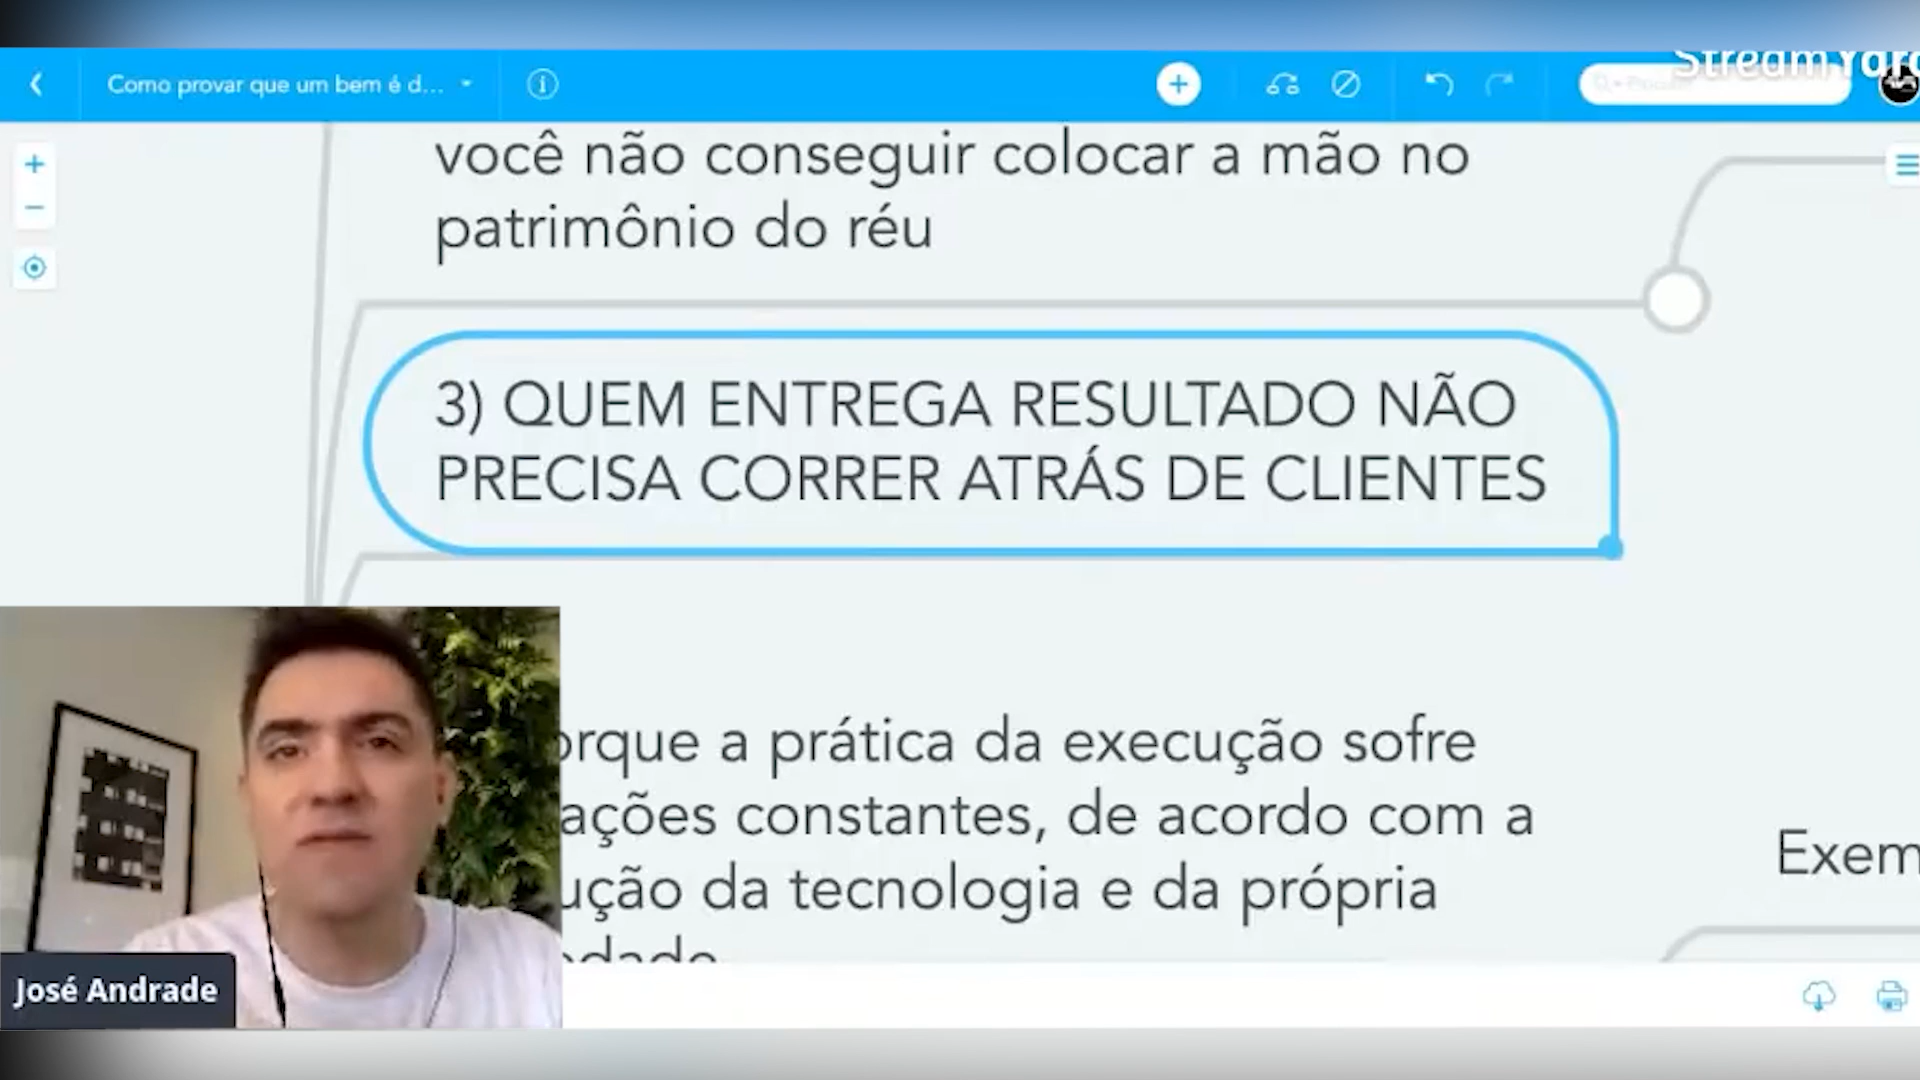 StreamYard
Como provar que um bem é d...
você não conseguir colocar a mão no
patrimônio do réu
3) QUEM ENTREGA RESULTADO NÃO
PRECISA CORRER ATRÁS DE CLIENTES
orque a prática da execução sofre
ações constantes, de acordo com a
Exem
ução da tecnologia e da própria
José Andrade